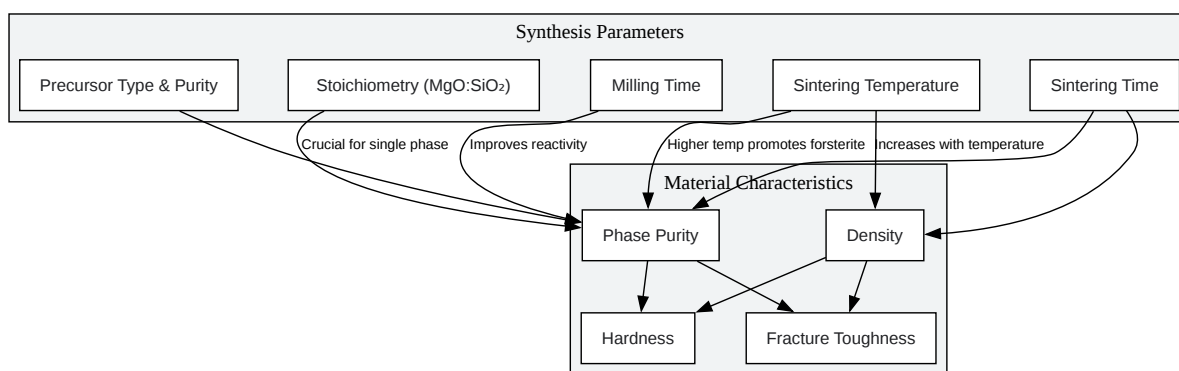 Synthesis Parameters
Precursor Type & Purity
Stoichiometry (MgO:SiO₂)
Milling Time
Sintering Temperature
Sintering Time
Crucial for single phase
Improves reactivity
Higher temp promotes forsterite
Increases with temperature
Material Characteristics
Phase Purity
Density
Hardness
Fracture Toughness